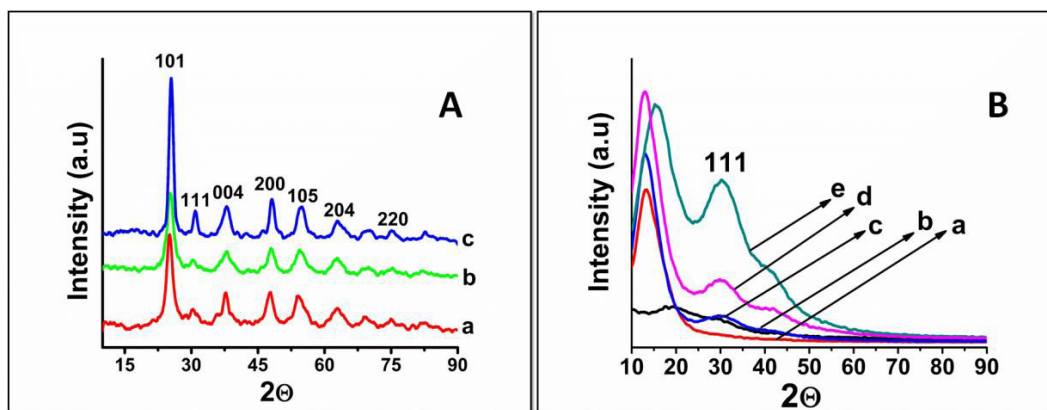 A
Intensity (a.u)
101
111
004
200
105
204
220
c
b
a
15 30 45 60 75 90
2Θ
B
Intensity (a.u)
111
e
d
c
b
a
10 20 30 40 50 60 70 80 90
2Θ